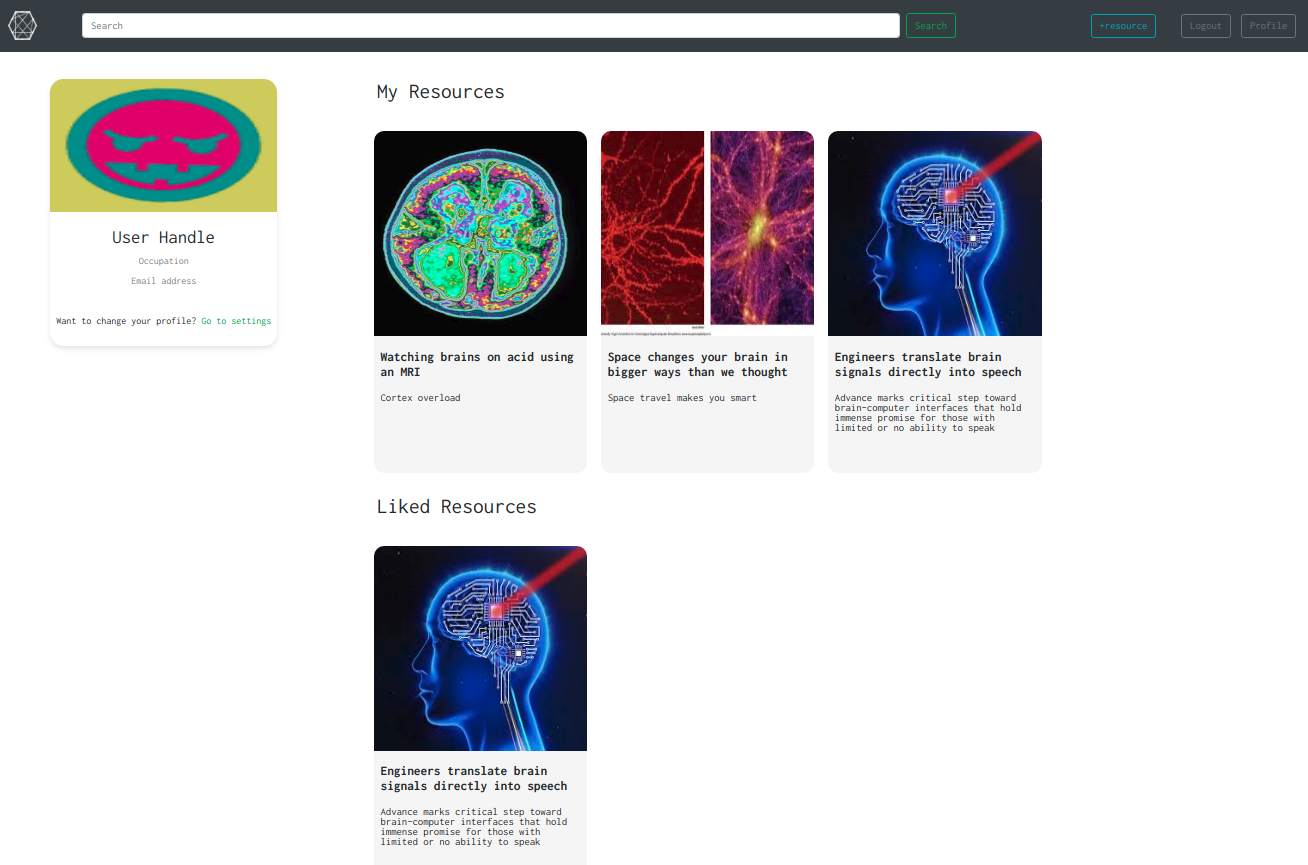 Search
Search
+resource
Logout
Profile
User Handle
Occupation
Email address
Want to change your profile? Go to settings
My Resources
Watching brains on acid using
an MRI
Cortex overload
Space changes your brain in
bigger ways than we thought
Space travel makes you smart
Engineers translate brain
signals directly into speech
Advance marks critical step toward
brain-computer interfaces that hold
immense promise for those with
limited or no ability to speak
Liked Resources
Engineers translate brain
signals directly into speech
Advance marks critical step toward
brain-computer interfaces that hold
immense promise for those with
limited or no ability to speak